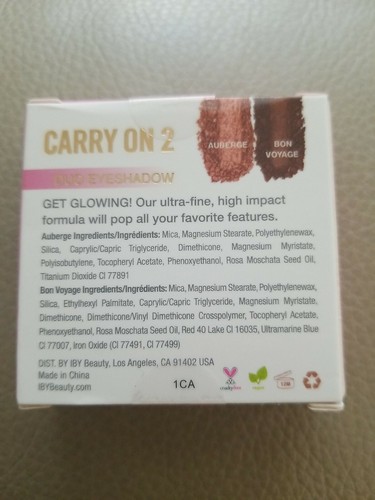 CARRY ON 2
AUBERGE
BON
VOYAGE
DUO EYESHADOW
GET GLOWING! Our ultra-fine, high impact
formula will pop all your favorite features.
Auberge Ingredients/Ingrédients: Mica, Magnesium Stearate, Polyethylenewax,
Silica, Caprylic/Capric Triglyceride, Dimethicone, Magnesium Myristate,
Polyisobutylene, Tocopheryl Acetate, Phenoxyethanol, Rosa Moschata Seed Oil,
Titanium Dioxide CI 77891
Bon Voyage Ingredients/Ingrédients: Mica, Magnesium Stearate, Polyethylenewax,
Silica, Ethylhexyl Palmitate, Caprylic/Capric Triglyceride, Magnesium Myristate,
Dimethicone, Dimethicone/Vinyl Dimethicone Crosspolymer, Tocopheryl Acetate,
Phenoxyethanol, Rosa Moschata Seed Oil, Red 40 Lake CI 16035, Ultramarine Blue
CI 77007, Iron Oxide (CI 77491, CI 77499)
DIST. BY IBY Beauty, Los Angeles, CA 91402 USA
Made in China
IBYBeauty.com
1CA
crueltyfree
vegan
12M